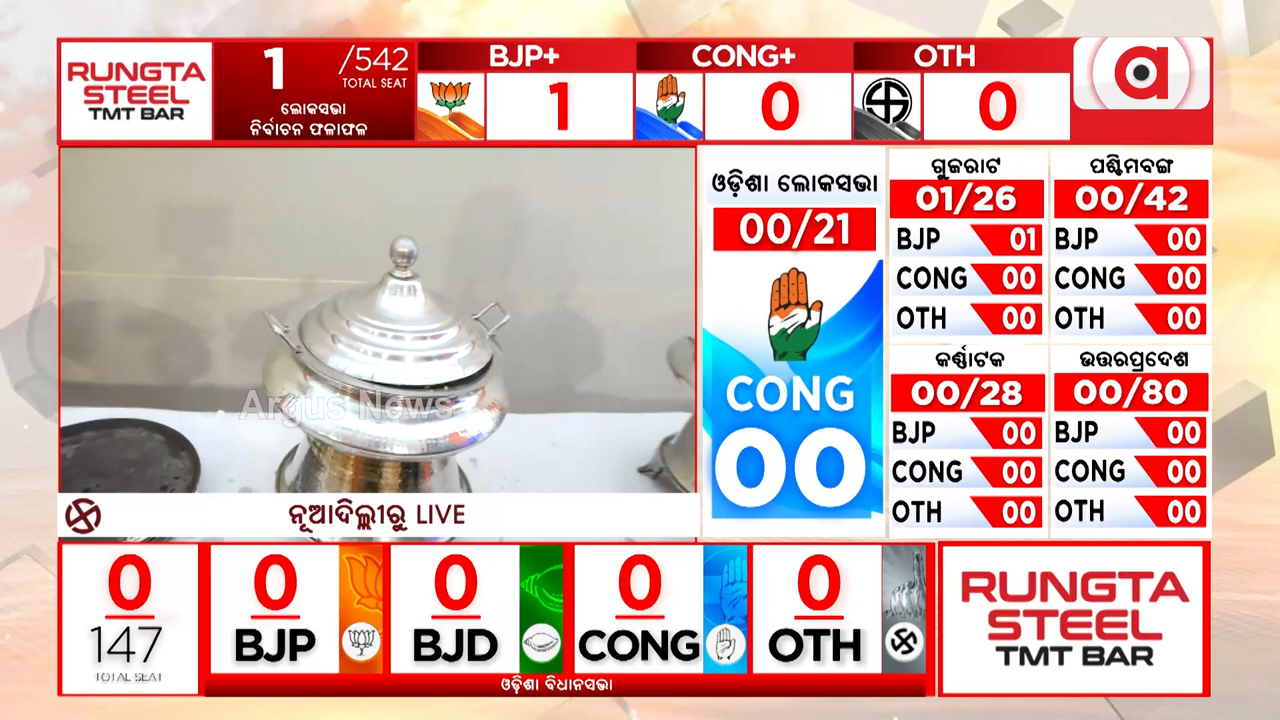 RUNGTA
STEEL
TMT BAR
1 /542
TOTAL SEAT
ଲୋକସଭା
ନିର୍ବାଚନ ଫଳାଫଳ
BJP+
1
CONG+
0
OTH
0
a
Argus News
ନୂଆଦିଲ୍ଲୀରୁ LIVE
ଓଡ଼ିଶା ଲୋକସଭା
00/21
CONG
00
ଗୁଜରାଟ
01/26
BJP 01
CONG 00
OTH 00
ପଶ୍ଚିମବଙ୍ଗ
00/42
BJP 00
CONG 00
OTH 00
କର୍ଣ୍ଣାଟକ
00/28
BJP 00
CONG 00
OTH 00
ଉତ୍ତରପ୍ରଦେଶ
00/80
BJP 00
CONG 00
OTH 00
0
147
TOTAL SEAT
0
BJP
0
BJD
0
CONG
0
OTH
ଓଡ଼ିଶା ବିଧାନସଭା
RUNGTA
STEEL
TMT BAR